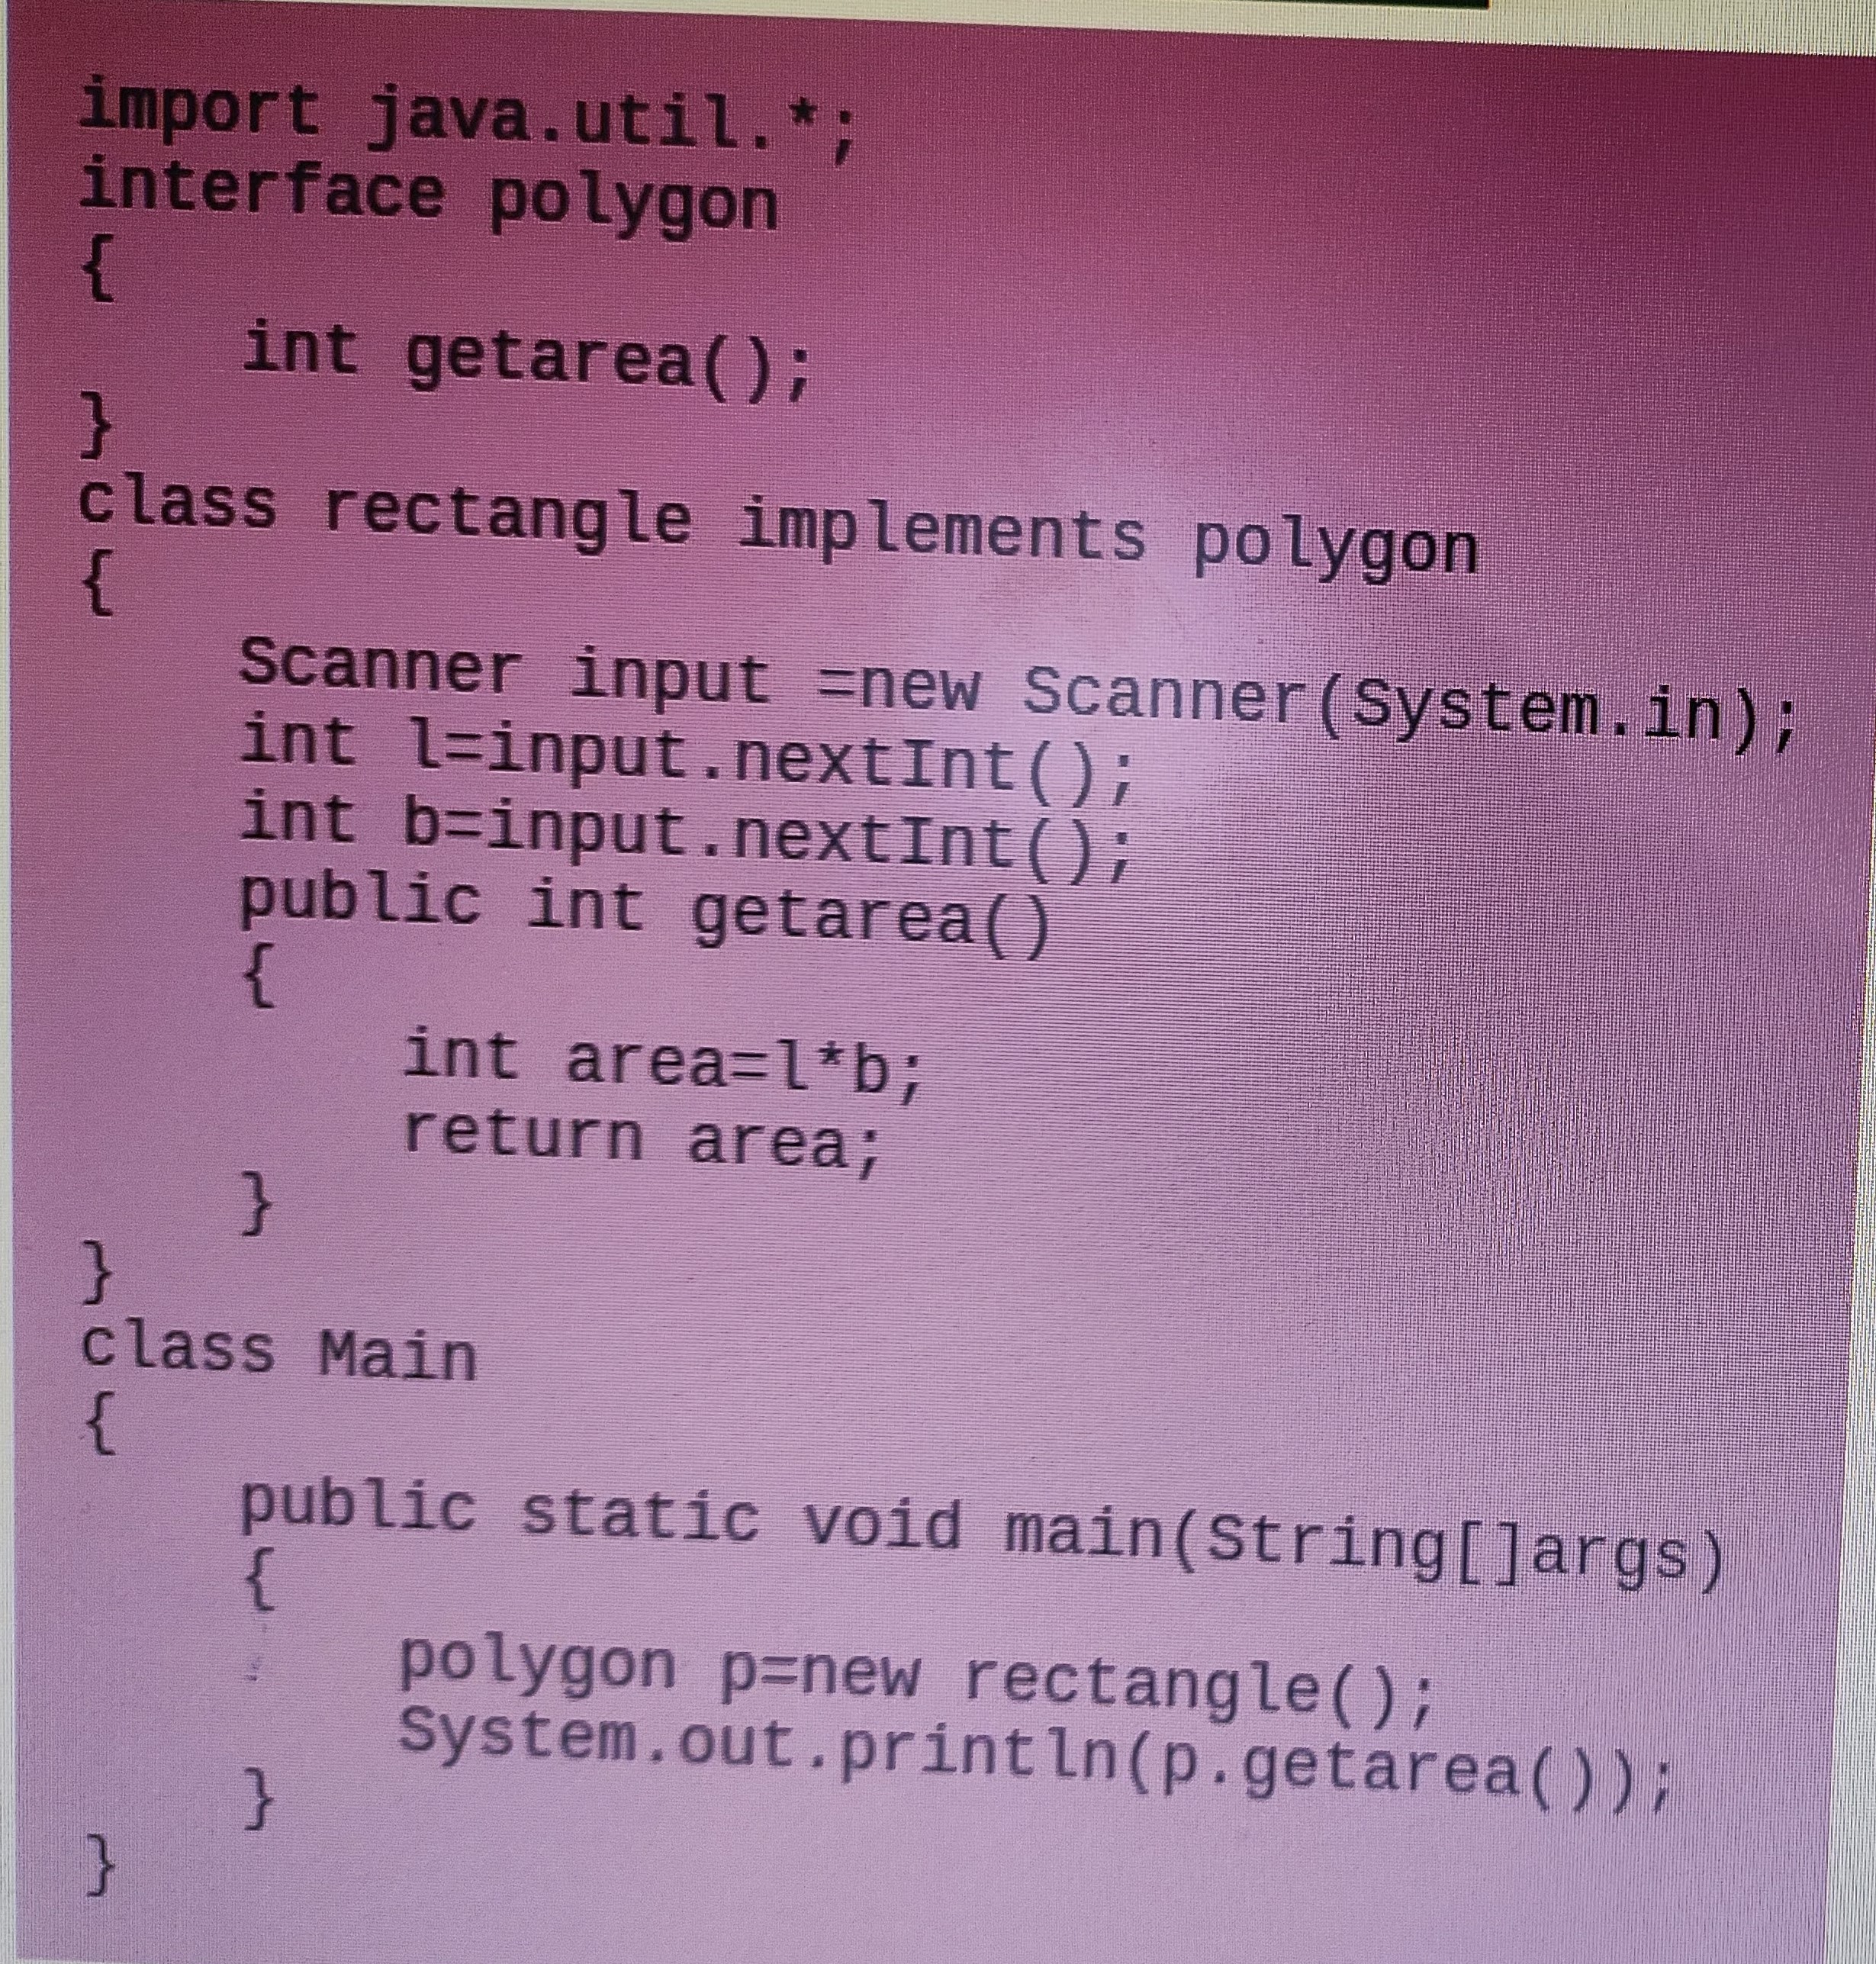 import java.util.*;
interface polygon
{
    int getarea();
}
class rectangle implements polygon
{
    Scanner input =new Scanner(System.in);
    int l=input.nextInt();
    int b=input.nextInt();
    public int getarea()
    {
        int area=l*b;
        return area;
    }
}
class Main
{
    public static void main(String[]args)
    {
        polygon p=new rectangle();
        System.out.println(p.getarea());
    }
}